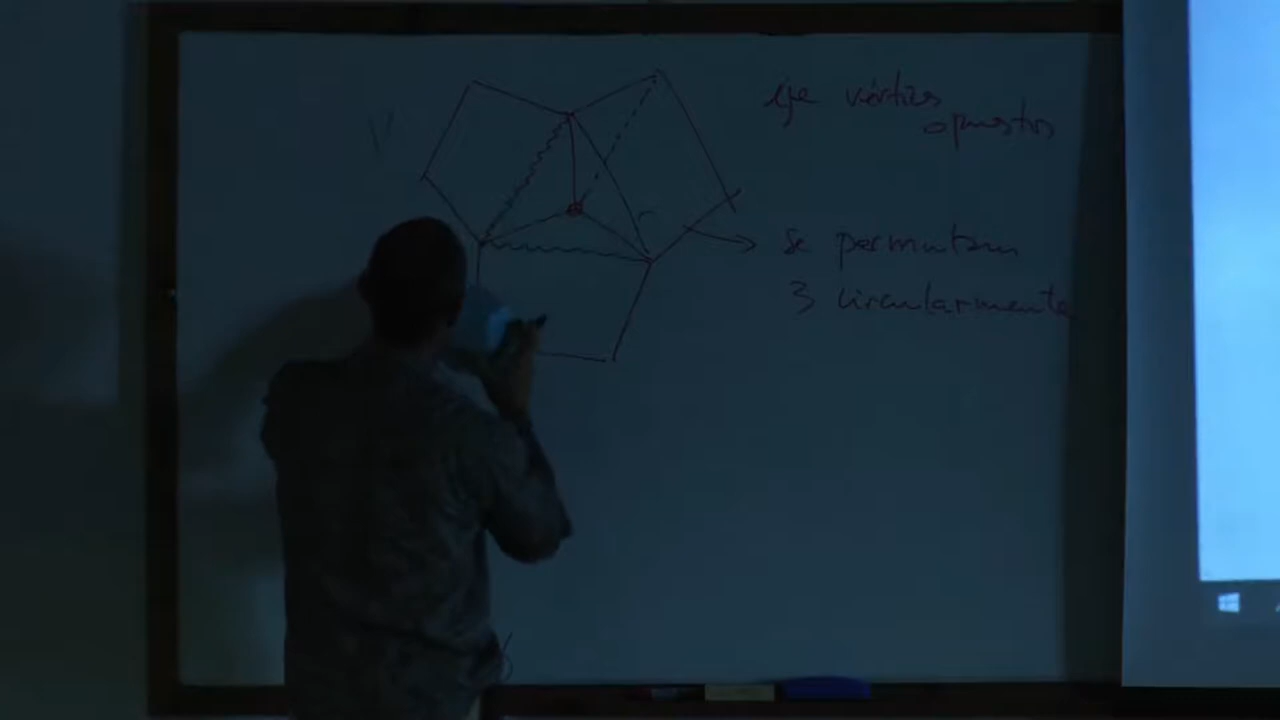 eje vértices
opuestos
se permutan
3 circularmente